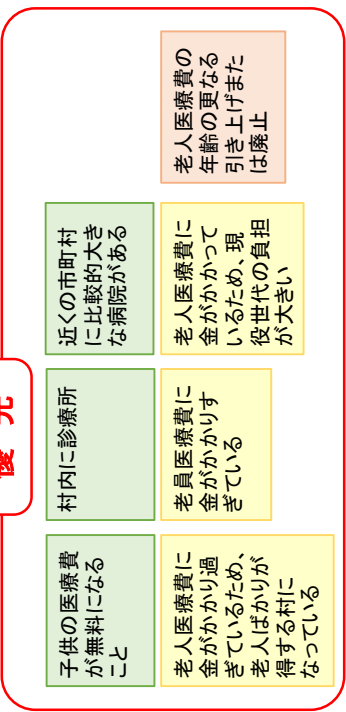 優 先
子供の医療費
が無料になる
こと
村内に診療所
近くの市町村
に比較的大き
な病院がある
老人医療費に
金がかかり過
ぎているため、
老人ばかりが
得する村に
なっている
老員医療費に
金がかかりす
ぎている
老人医療費に
金がかかって
いるため、現
役世代の負担
が大きい
老人医療費の
年齢の更なる
引き上げまた
は廃止